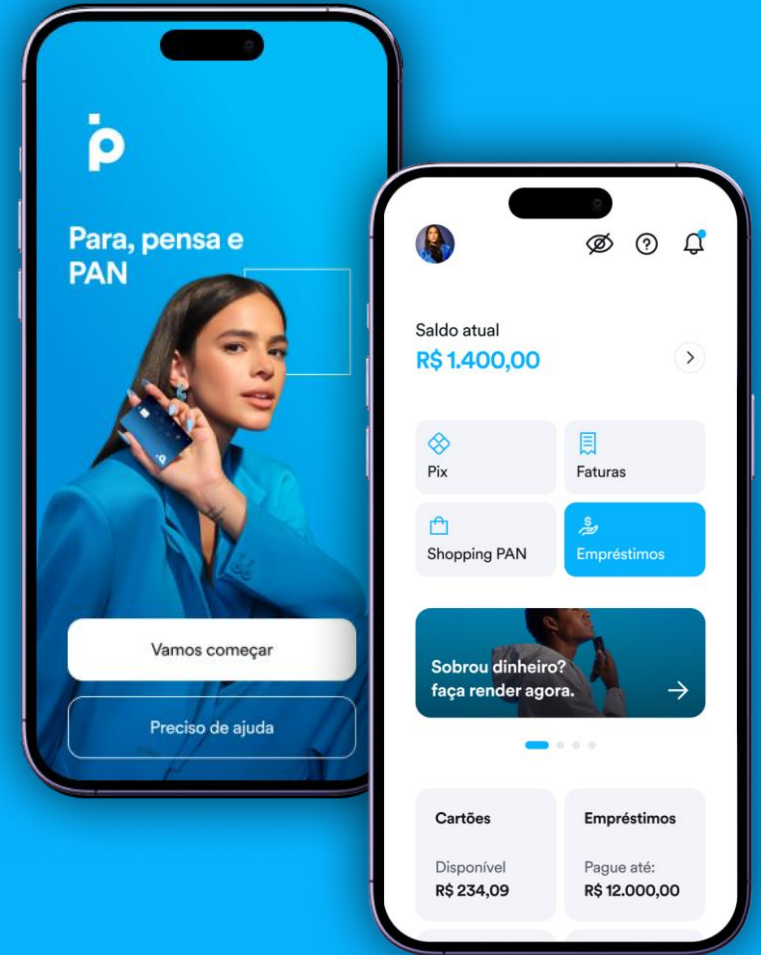 Para, pensa e
PAN
Vamos começar
Preciso de ajuda
Saldo atual
R$ 1.400,00
Pix
Faturas
Shopping PAN
Empréstimos
Sobrou dinheiro?
faça render agora.
Cartões
Disponível
R$ 234,09
Empréstimos
Pague até:
R$ 12.000,00